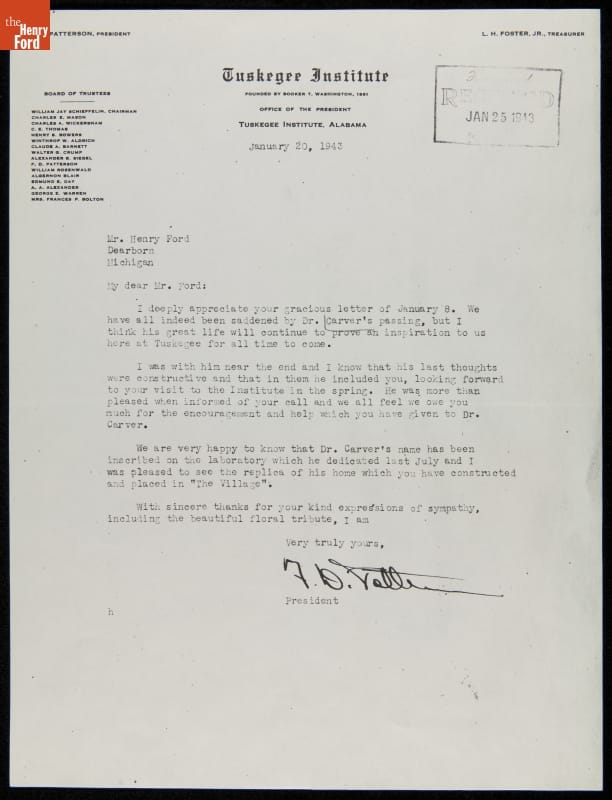 the
Henry
Ford
PATTERSON, PRESIDENT
L. H. FOSTER, JR., TREASURER
Tuskegee Institute
FOUNDED BY BOOKER T. WASHINGTON, 1881
OFFICE OF THE PRESIDENT
TUSKEGEE INSTITUTE, ALABAMA
January 20, 1943
RECEIVED
JAN 25 1943
BOARD OF TRUSTEES
WILLIAM JAY SCHIEFFELIN, CHAIRMAN
CHARLES E. MASON
CHARLES A. WICKERSHAM
C. E. THOMAS
HENRY S. BOWERS
WINTHROP W. ALDRICH
CLAUDE A. BARNETT
WALTER G. CRUMP
ALEXANDER B. SIEGEL
F. D. PATTERSON
WILLIAM ROSENWALD
ALGERNON BLAIR
EDMUND E. DAY
A. A. ALEXANDER
GEORGE E. WARREN
MRS. FRANCES P. BOLTON
Mr. Henry Ford
Dearborn
Michigan
My dear Mr. Ford:
I deeply appreciate your gracious letter of January 8. We
have all indeed been saddened by Dr. Carver's passing, but I
think his great life will continue to prove an inspiration to us
here at Tuskegee for all time to come.
I was with him near the end and I know that his last thoughts
were constructive and that in them he included you, looking forward
to your visit to the Institute in the spring. He was more than
pleased when informed of your call and we all feel we owe you
much for the encouragement and help which you have given to Dr.
Carver.
We are very happy to know that Dr. Carver's name has been
inscribed on the laboratory which he dedicated last July and I
was pleased to see the replica of his home which you have constructed
and placed in "The Village".
With sincere thanks for your kind expressions of sympathy,
including the beautiful floral tribute, I am
Very truly yours,
F. D. Patterson
President
h